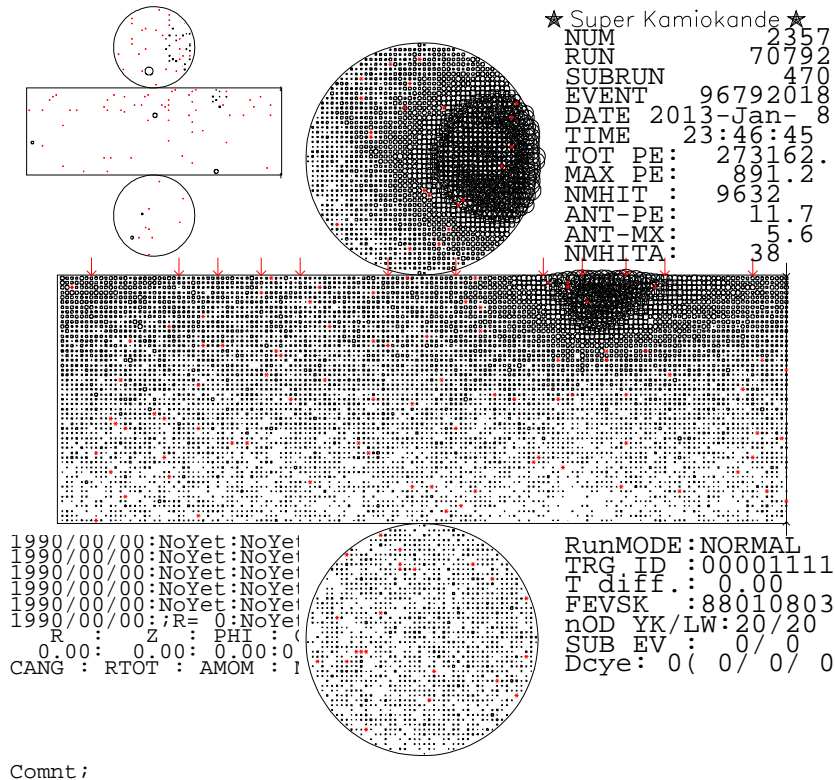 ★ Super Kamiokande ★
NUM 2357
RUN 70792
SUBRUN 470
EVENT 96792018
DATE 2013-Jan- 8
TIME 23:46:45
TOT PE: 273162.
MAX PE: 891.2
NMHIT : 9632
ANT-PE: 11.7
ANT-MX: 5.6
NMHITA: 38
1990/00/00:NoYet:NoYet
1990/00/00:NoYet:NoYet
1990/00/00:NoYet:NoYet
1990/00/00:NoYet:NoYet
1990/00/00:NoYet:NoYet
1990/00/00:;R= 0:NoYet
R : Z : PHI :
0.00: 0.00: 0.00:0
CANG : RTOT : AMOM :
RunMODE:NORMAL
TRG ID :00001111
T diff.: 0.00
FEVSK :88010803
nOD YK/LW:20/20
SUB EV : 0/ 0
Dcye: 0( 0/ 0/ 0
Comnt;